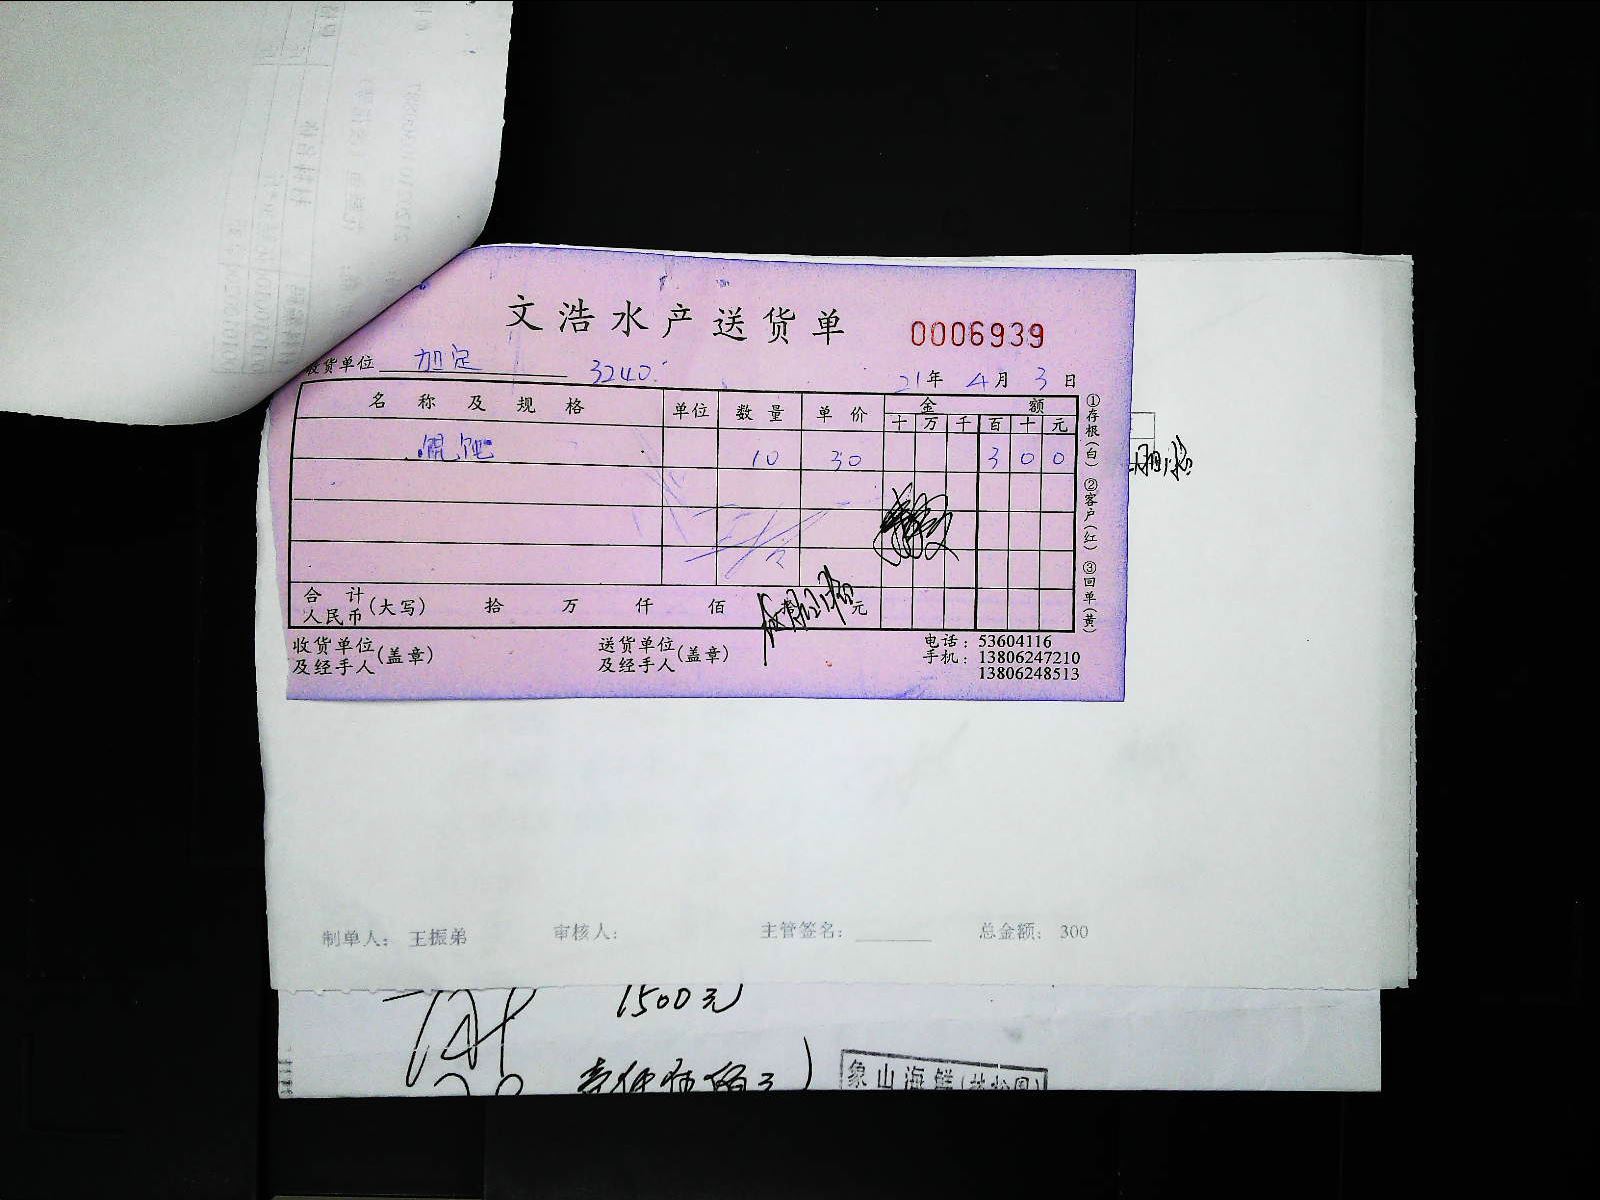 文浩水产送货单 0006939
收货单位 加定 3240. 21年 4月 3日
名称及规格 单位 数量 单价 金额
十 万 千 百 十 元
10 30 3 0 0
合计 人民币(大写) 拾 万 仟 佰 元
收货单位及经手人(盖章) 送货单位及经手人(盖章)
电话：53604116
手机：13806247210
13806248513
①存根(白) ②客户(红) ③回单(黄)
制单人： 王振弟 审核人： 主管签名： 总金额： 300
1500元
象山海鲜